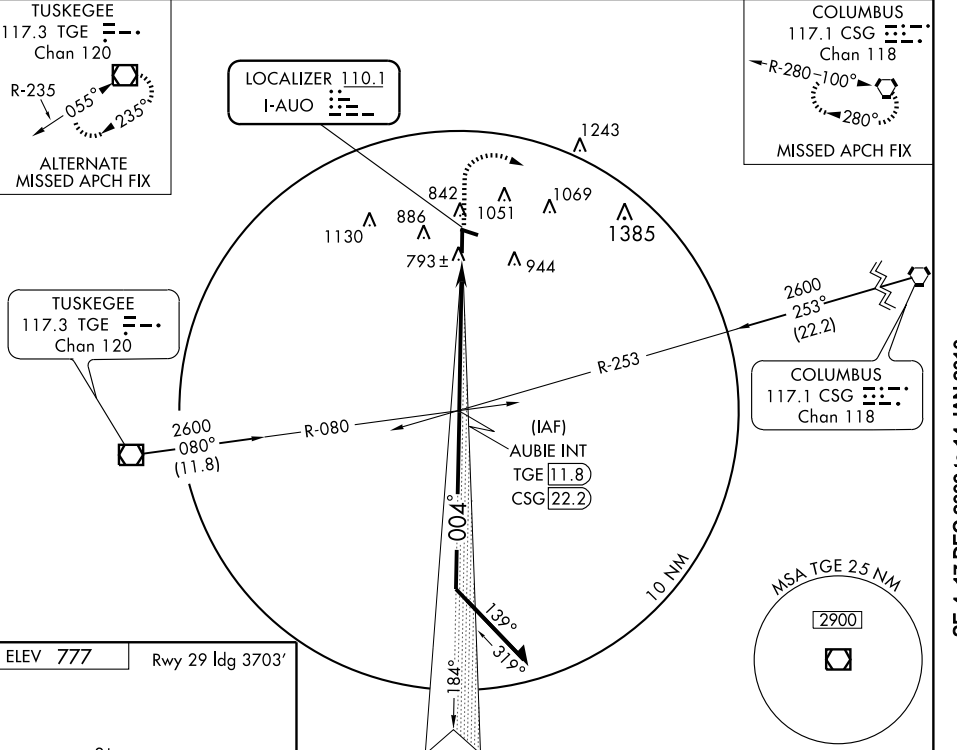 TUSKEGEE
117.3 TGE
Chan 120
R-235
055°
235°
ALTERNATE
MISSED APCH FIX
LOCALIZER 110.1
I-AUO
COLUMBUS
117.1 CSG
Chan 118
R-280
100°
280°
MISSED APCH FIX
1243
842
1051
1069
886
1130
1385
793±
944
TUSKEGEE
117.3 TGE
Chan 120
2600
253°
(22.2)
R-253
COLUMBUS
117.1 CSG
Chan 118
2600
080°
(11.8)
R-080
(IAF)
AUBIE INT
TGE 11.8
CSG 22.2
004°
10 NM
139°
319°
184°
MSA TGE 25 NM
2900
ELEV 777
Rwy 29 ldg 3703'